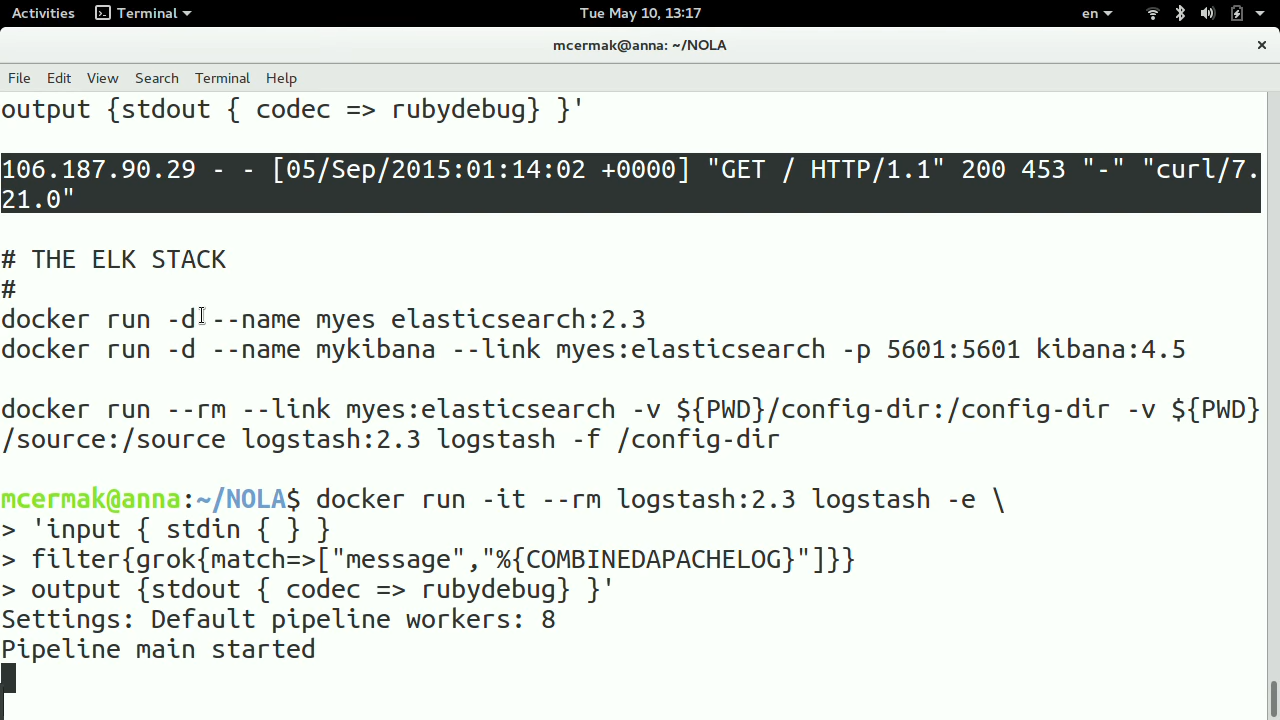 Activities Terminal Tue May 10, 13:17 en
mcermak@anna: ~/NOLA ×
File Edit View Search Terminal Help
output {stdout { codec => rubydebug} }'
106.187.90.29 - - [05/Sep/2015:01:14:02 +0000] "GET / HTTP/1.1" 200 453 "-" "curl/7.
21.0"
# THE ELK STACK
#
docker run -d --name myes elasticsearch:2.3
docker run -d --name mykibana --link myes:elasticsearch -p 5601:5601 kibana:4.5
docker run --rm --link myes:elasticsearch -v ${PWD}/config-dir:/config-dir -v ${PWD}
/source:/source logstash:2.3 logstash -f /config-dir
mcermak@anna:~/NOLA$ docker run -it --rm logstash:2.3 logstash -e \
> 'input { stdin { } }
> filter{grok{match=>["message","%{COMBINEDAPACHELOG}"]}}
> output {stdout { codec => rubydebug} }'
Settings: Default pipeline workers: 8
Pipeline main started